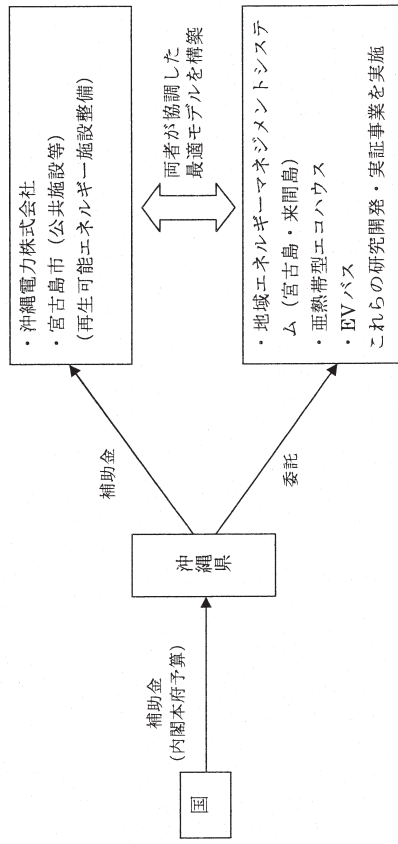 国
補助金
(内閣本府予算)
沖縄県
補助金
委託
・沖縄電力株式会社
・宮古島市(公共施設等)
(再生可能エネルギー施設整備)
両者が協調した
最適モデルを構築
・地域エネルギーマネジメントシステ
ム(宮古島・来間島)
・亜熱帯型エコハウス
・EVバス
これらの研究開発・実証事業を実施